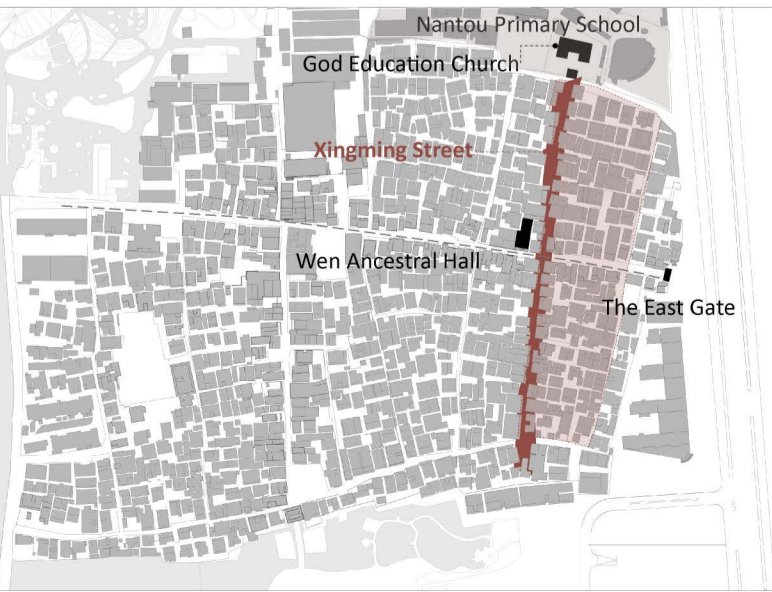 Nantou Primary School
God Education Church
Xingming Street
Wen Ancestral Hall
The East Gate